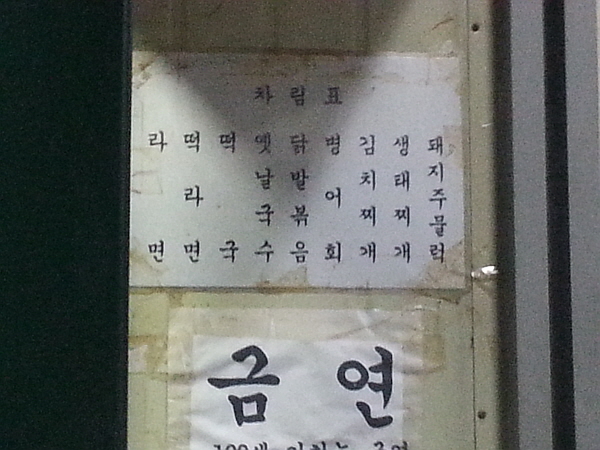 차림표
돼지주물럭
생태찌개
김치찌개
병어회
닭발볶음
옛날국수
떡국
떡라면
라면
금연